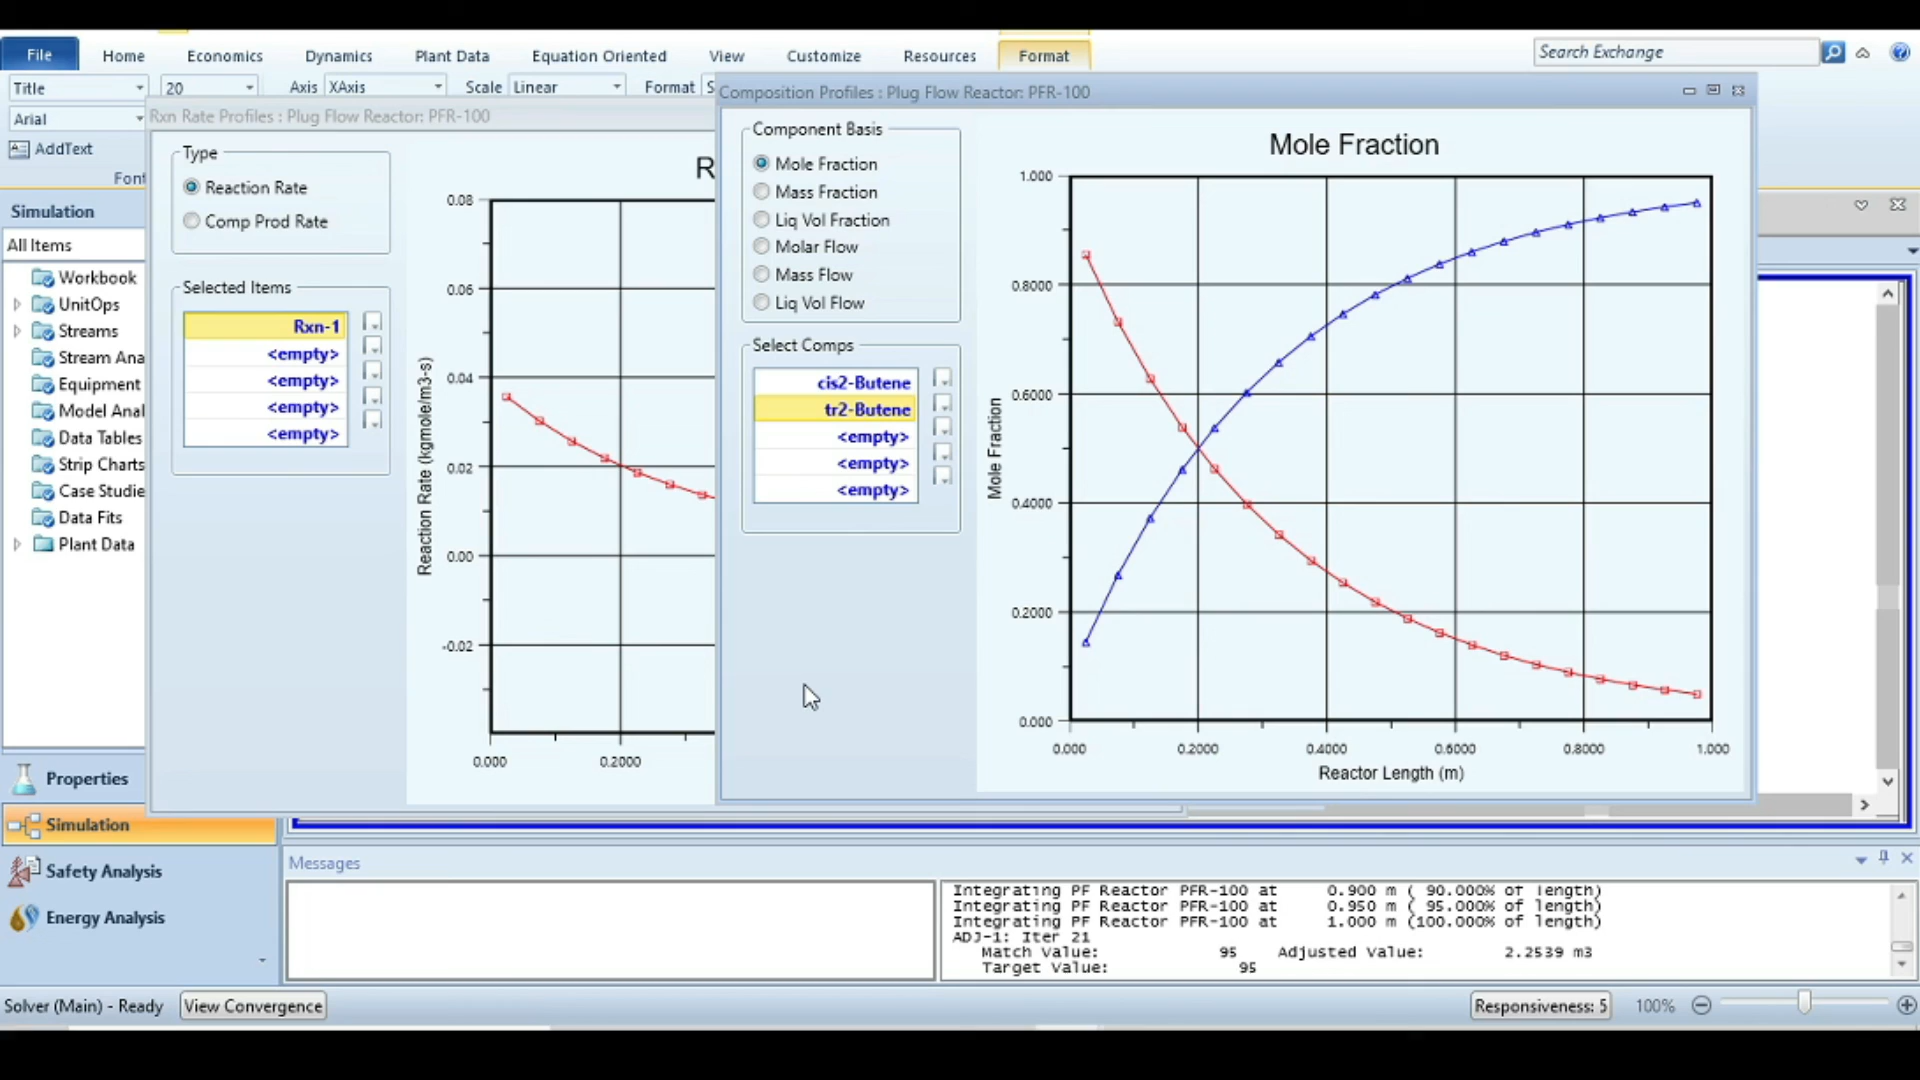 File Home Economics Dynamics Plant Data Equation Oriented View Customize Resources Format Search Exchange
Title 20 Axis XAxis Scale Linear Format S
Arial
AddText
Font
Simulation
All Items
Workbook
UnitOps
Streams
Stream Ana
Equipment
Model Anal
Data Tables
Strip Charts
Case Studie
Data Fits
Plant Data
Properties
Simulation
Safety Analysis
Energy Analysis
Rxn Rate Profiles : Plug Flow Reactor: PFR-100
Type
Reaction Rate
Comp Prod Rate
Selected Items
Rxn-1
<empty>
<empty>
<empty>
<empty>
R
0.08
0.06
0.04
0.02
0.00
-0.02
Reaction Rate (kgmole/m3-s)
0.000 0.2000
Composition Profiles : Plug Flow Reactor: PFR-100
Component Basis
Mole Fraction
Mass Fraction
Liq Vol Fraction
Molar Flow
Mass Flow
Liq Vol Flow
Select Comps
cis2-Butene
tr2-Butene
<empty>
<empty>
<empty>
Mole Fraction
1.000
0.8000
0.6000
0.4000
0.2000
0.000
Mole Fraction
0.000 0.2000 0.4000 0.6000 0.8000 1.000
Reactor Length (m)
Messages
Integrating PF Reactor PFR-100 at 0.900 m ( 90.000% of length)
Integrating PF Reactor PFR-100 at 0.950 m ( 95.000% of length)
Integrating PF Reactor PFR-100 at 1.000 m (100.000% of length)
ADJ-1: Iter 21
Match Value: 95 Adjusted Value: 2.2539 m3
Target Value: 95
Solver (Main) - Ready View Convergence Responsiveness: 5 100%